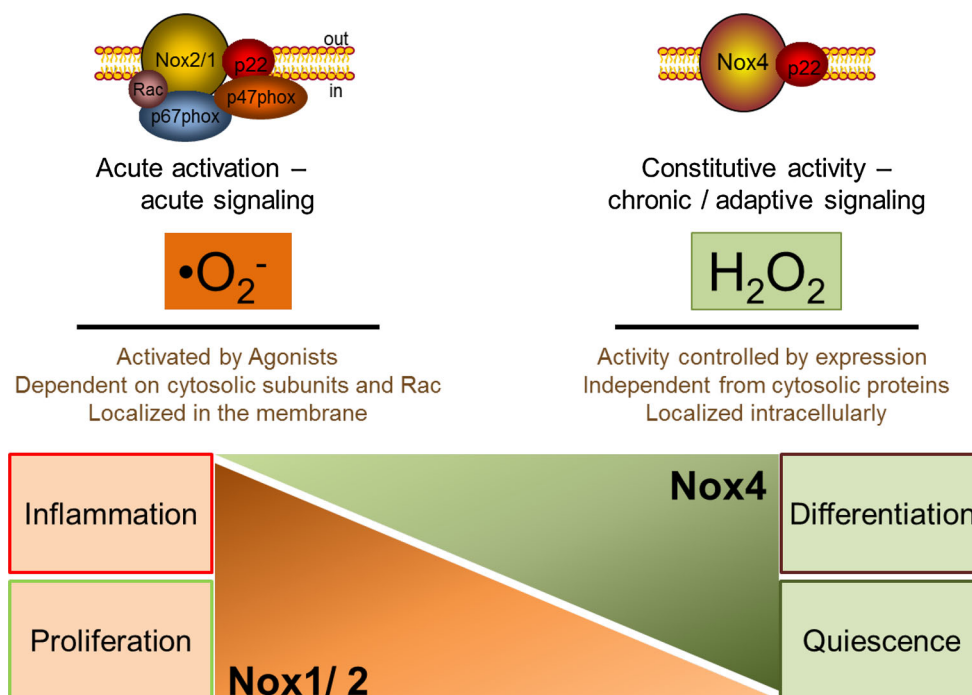 Nox2/1
p22
Rac
p47phox
p67phox
out
in
Nox4
p22
Acute activation –
acute signaling
•O₂⁻
Activated by Agonists
Dependent on cytosolic subunits and Rac
Localized in the membrane
Constitutive activity –
chronic / adaptive signaling
H₂O₂
Activity controlled by expression
Independent from cytosolic proteins
Localized intracellularly
Inflammation
Proliferation
Nox1/ 2
Nox4
Differentiation
Quiescence